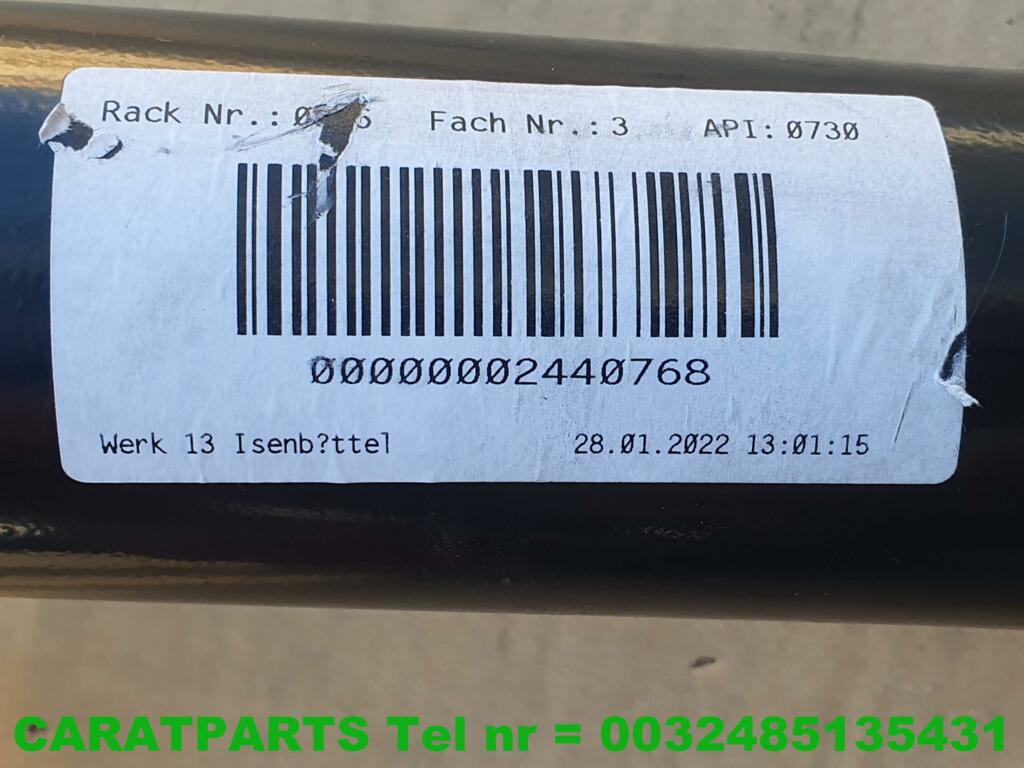 Rack Nr.: Fach Nr.:3 API:0730
00000002440768
Werk 13 Isenb?ttel 28.01.2022 13:01:15
CARATPARTS Tel nr = 0032485135431